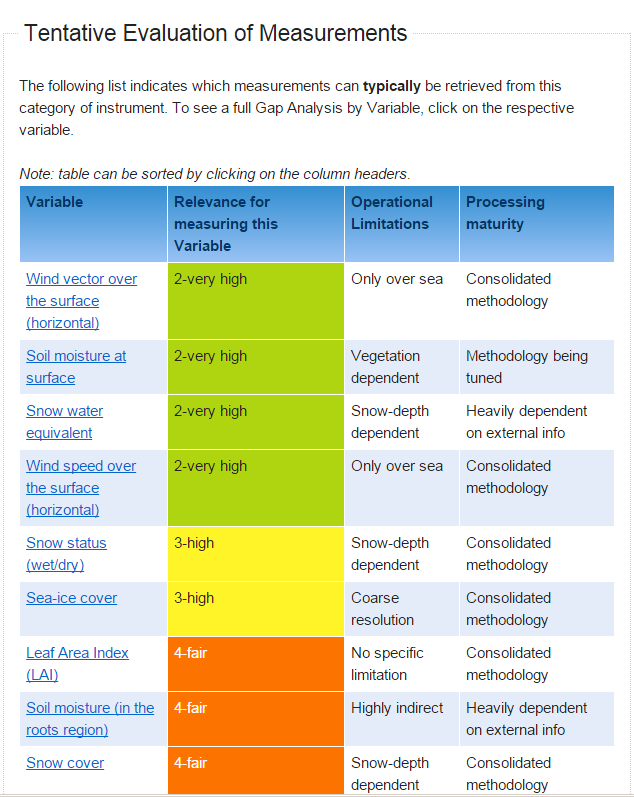 Tentative Evaluation of Measurements
The following list indicates which measurements can typically be retrieved from this
category of instrument. To see a full Gap Analysis by Variable, click on the respective
variable.
Note: table can be sorted by clicking on the column headers.
Variable
Relevance for
measuring this
Variable
Operational
Limitations
Processing
maturity
Wind vector over
the surface
(horizontal)
2-very high
Only over sea
Consolidated
methodology
Soil moisture at
surface
2-very high
Vegetation
dependent
Methodology being
tuned
Snow water
equivalent
2-very high
Snow-depth
dependent
Heavily dependent
on external info
Wind speed over
the surface
(horizontal)
2-very high
Only over sea
Consolidated
methodology
Snow status
(wet/dry)
3-high
Snow-depth
dependent
Consolidated
methodology
Sea-ice cover
3-high
Coarse
resolution
Consolidated
methodology
Leaf Area Index
(LAI)
4-fair
No specific
limitation
Consolidated
methodology
Soil moisture (in the
roots region)
4-fair
Highly indirect
Heavily dependent
on external info
Snow cover
4-fair
Snow-depth
dependent
Consolidated
methodology